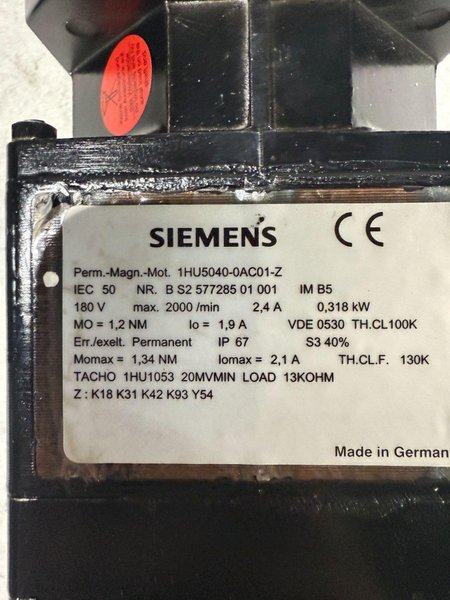 SIEMENS CE
Perm.-Magn.-Mot. 1HU5040-0AC01-Z
IEC 50 NR. B S2 577285 01 001 IM B5
180 V max. 2000 /min 2,4 A 0,318 kW
MO = 1,2 NM Io = 1,9 A VDE 0530 TH.CL100K
Err./exelt. Permanent IP 67 S3 40%
Momax = 1,34 NM Iomax = 2,1 A TH.CL.F. 130K
TACHO 1HU1053 20MVMIN LOAD 13KOHM
Z : K18 K31 K42 K93 Y54
Made in German